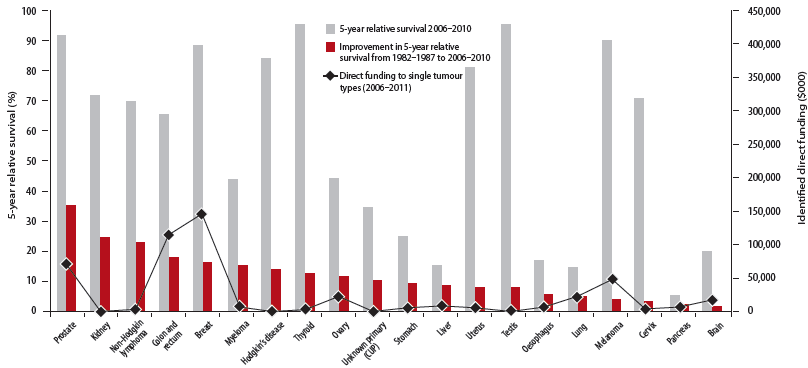 100
90
80
70
60
50
40
30
20
10
0
5-year relative survival (%)
5-year relative survival 2006–2010
Improvement in 5-year relative
survival from 1982–1987 to 2006–2010
Direct funding to single tumour
types (2006–2011)
450,000
400,000
350,000
300,000
250,000
200,000
150,000
100,000
50,000
0
Identified direct funding ($000)
Prostate
Kidney
Non-Hodgkin
lymphoma
Colon and
rectum
Breast
Myeloma
Hodgkin's disease
Thyroid
Ovary
Unknown primary
(CUP)
Stomach
Liver
Uterus
Testis
Oesophagus
Lung
Melanoma
Cervix
Pancreas
Brain